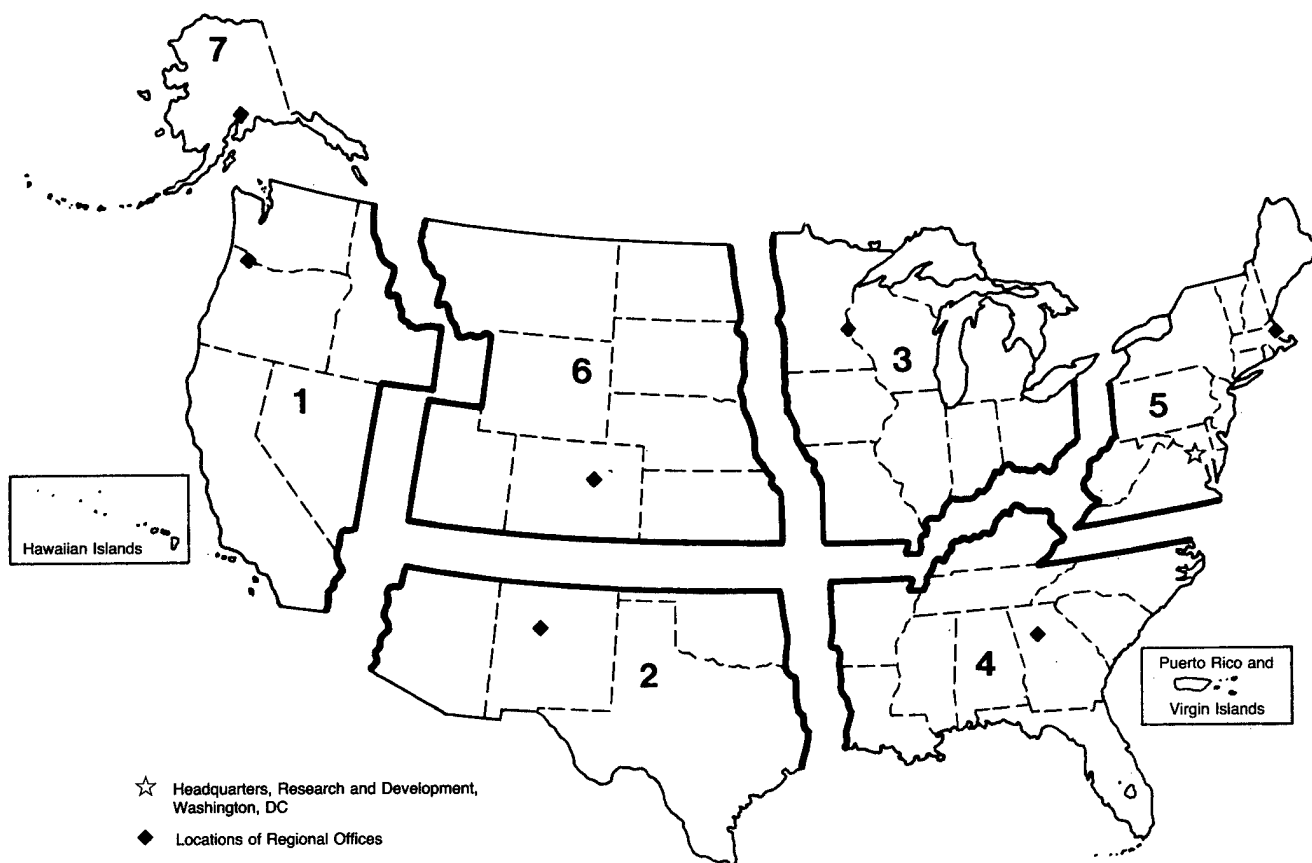 7
1
6
3
5
Hawaiian Islands
2
4
Puerto Rico and
Virgin Islands
☆ Headquarters, Research and Development,
Washington, DC
◆ Locations of Regional Offices